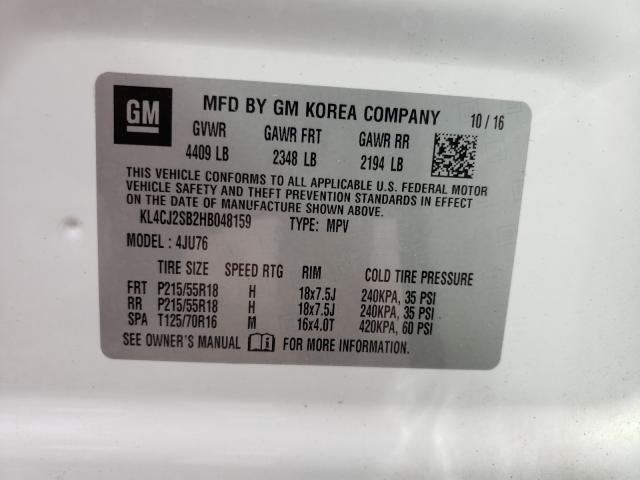 GM MFD BY GM KOREA COMPANY 10 / 16
GVWR GAWR FRT GAWR RR
4409 LB 2348 LB 2194 LB
THIS VEHICLE CONFORMS TO ALL APPLICABLE U.S. FEDERAL MOTOR
VEHICLE SAFETY AND THEFT PREVENTION STANDARDS IN EFFECT
ON THE DATE OF MANUFACTURE SHOWN ABOVE.
KL4CJ2SB2HB048159 TYPE: MPV
MODEL : 4JU76
TIRE SIZE SPEED RTG RIM COLD TIRE PRESSURE
FRT P215/55R18 H 18x7.5J 240KPA, 35 PSI
RR P215/55R18 H 18x7.5J 240KPA, 35 PSI
SPA T125/70R16 M 16x4.0T 420KPA, 60 PSI
SEE OWNER'S MANUAL FOR MORE INFORMATION.